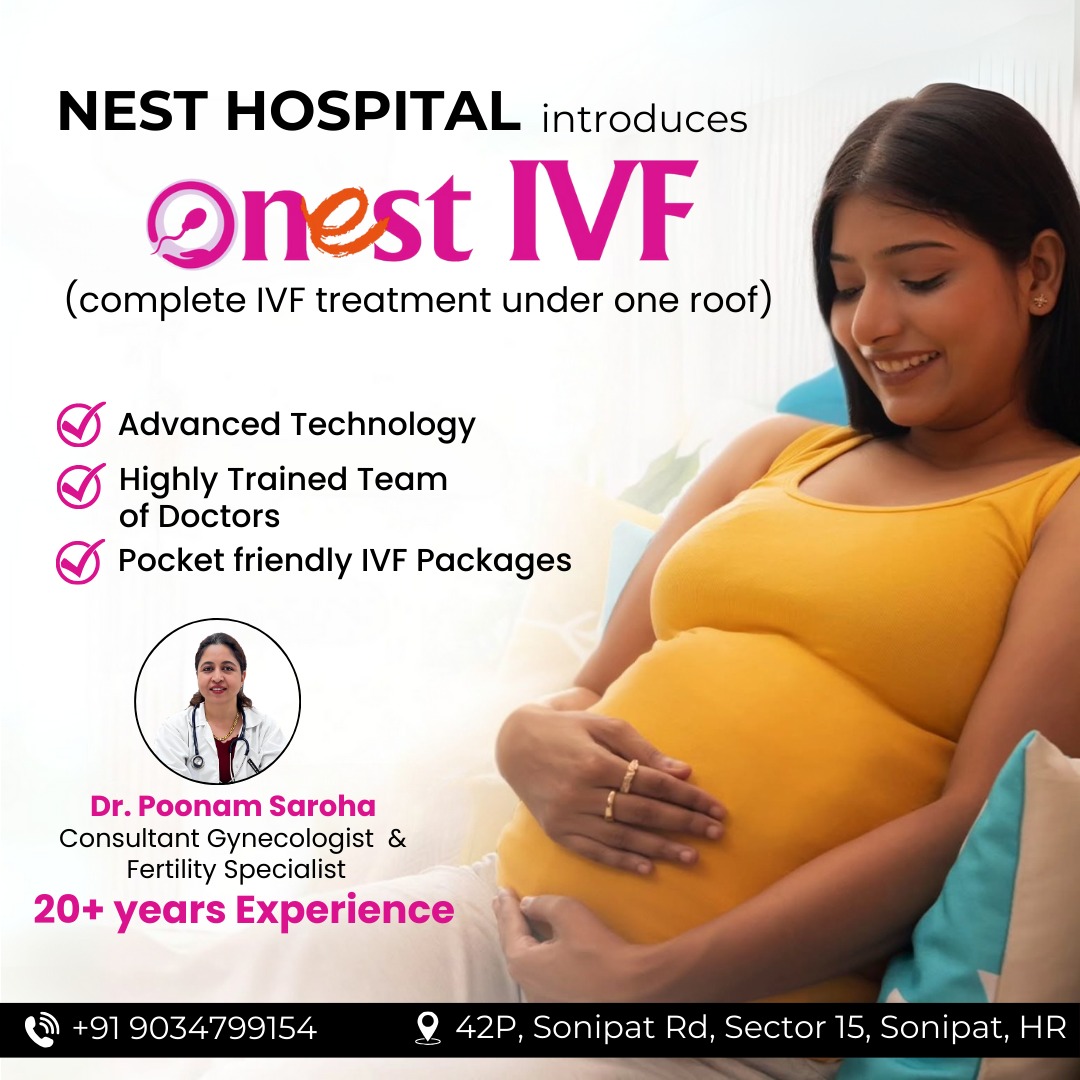 NEST HOSPITAL introduces
nest IVF
(complete IVF treatment under one roof)
Advanced Technology
Highly Trained Team
of Doctors
Pocket friendly IVF Packages
Dr. Poonam Saroha
Consultant Gynecologist &
Fertility Specialist
20+ years Experience
+91 9034799154
42P, Sonipat Rd, Sector 15, Sonipat, HR